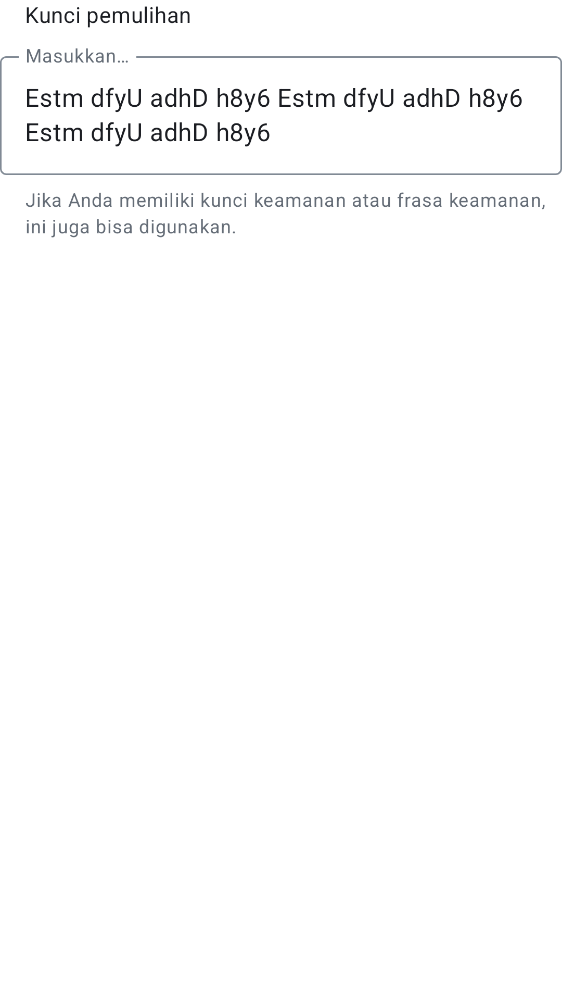 Kunci pemulihan
Masukkan…
Estm dfyU adhD h8y6 Estm dfyU adhD h8y6
Estm dfyU adhD h8y6
Jika Anda memiliki kunci keamanan atau frasa keamanan,
ini juga bisa digunakan.